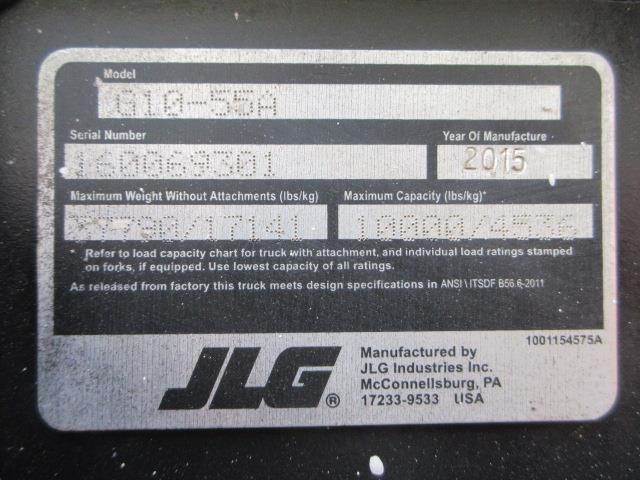 Model
G10-55A
Serial Number
Year Of Manufacture
160069301
2015
Maximum Weight Without Attachments (lbs/kg)
Maximum Capacity (lbs/kg)*
10000/4536
* Refer to load capacity chart for truck with attachment, and individual load ratings stamped
on forks, if equipped. Use lowest capacity of all ratings.
As released from factory this truck meets design specifications in ANSI \ ITSDF B56.6-2011
1001154575A
JLG®
Manufactured by
JLG Industries Inc.
McConnellsburg, PA
17233-9533 USA